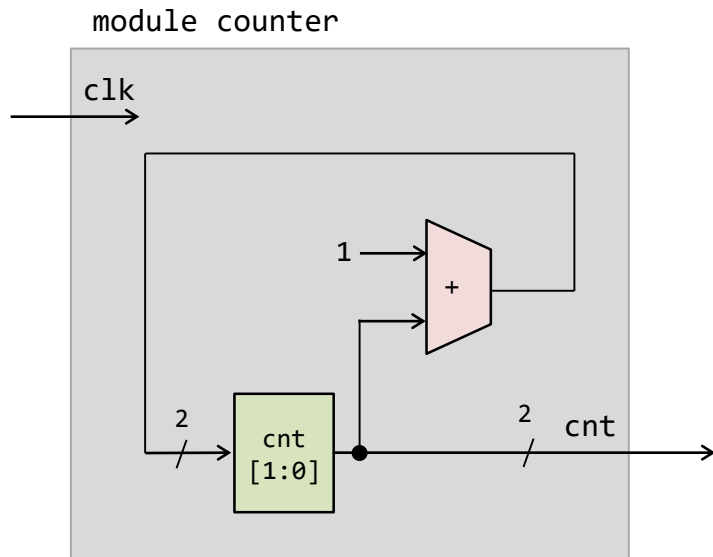 module counter
clk
1
+
2
2
cnt
cnt
[1:0]